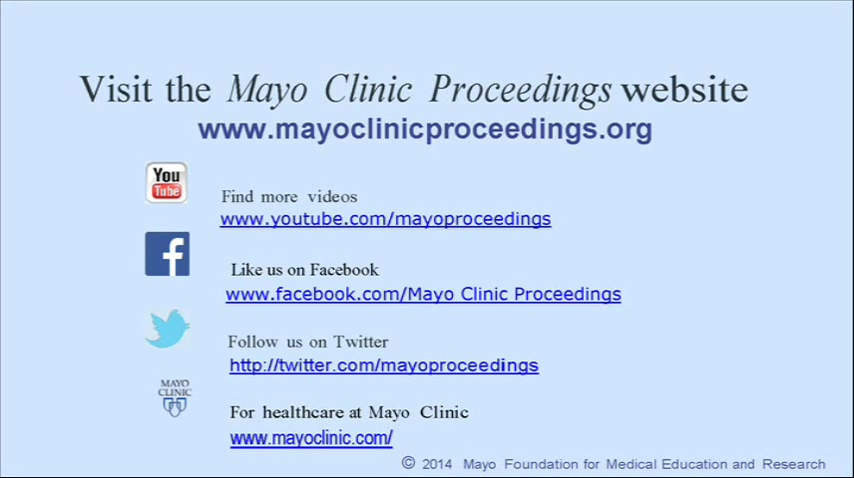 Visit the Mayo Clinic Proceedings website
www.mayoclinicproceedings.org
You
Tube
Find more videos
www.youtube.com/mayoproceedings
Like us on Facebook
www.facebook.com/Mayo Clinic Proceedings
Follow us on Twitter
http://twitter.com/mayoproceedings
MAYO
CLINIC
For healthcare at Mayo Clinic
www.mayoclinic.com/
© 2014 Mayo Foundation for Medical Education and Research